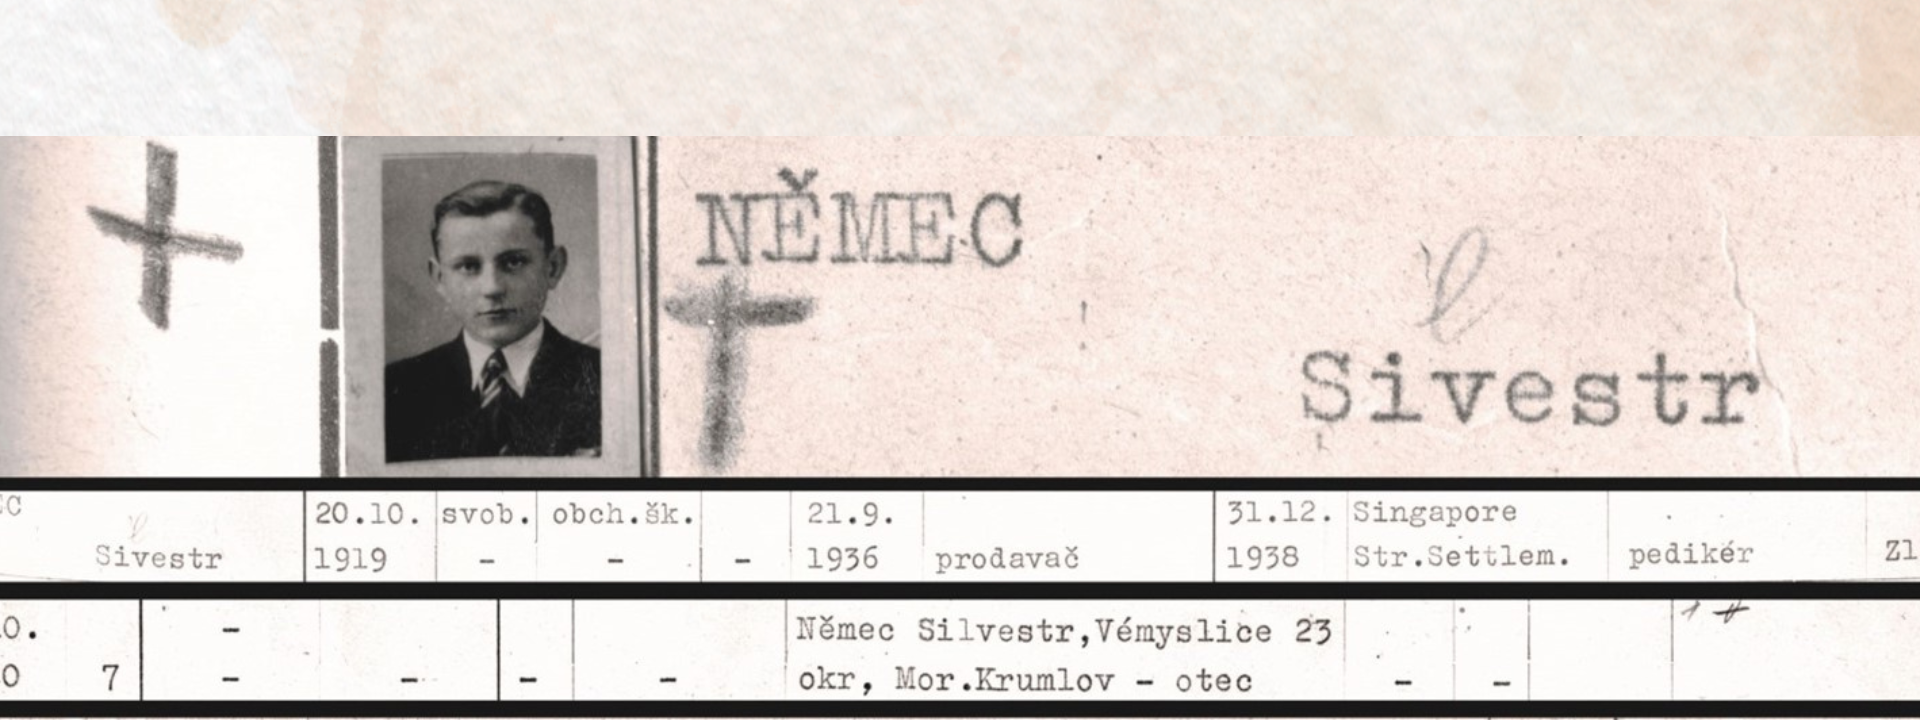 NĚMEC
l
Sivestr
EC
l
Sivestr
20.10.
1919
svob.
-
obch.šk.
-
-
21.9.
1936
prodavač
31.12.
1938
Singapore
Str.Settlem.
pedikér
Zl
0.
0 7
-
-
-
-
-
Němec Silvestr,Vémyslice 23
okr, Mor.Krumlov - otec
-
-